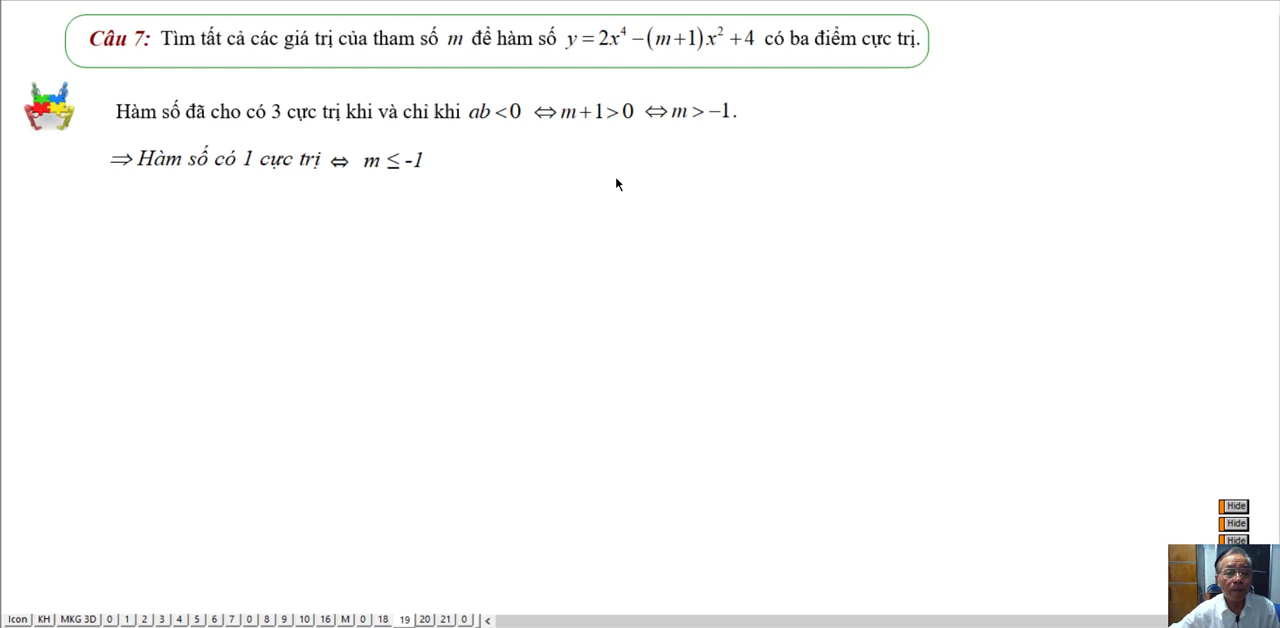 Câu 7: Tìm tất cả các giá trị của tham số m để hàm số y = 2x⁴ − (m+1)x² + 4 có ba điểm cực trị.
Hàm số đã cho có 3 cực trị khi và chỉ khi ab < 0 ⇔ m + 1 > 0 ⇔ m > −1.
⇒ Hàm số có 1 cực trị ⇔ m ≤ -1
Hide
Hide
Hide
Icon KH MKG 3D 0 1 2 3 4 5 6 7 0 8 9 10 16 M 0 18 19 20 21 0 <